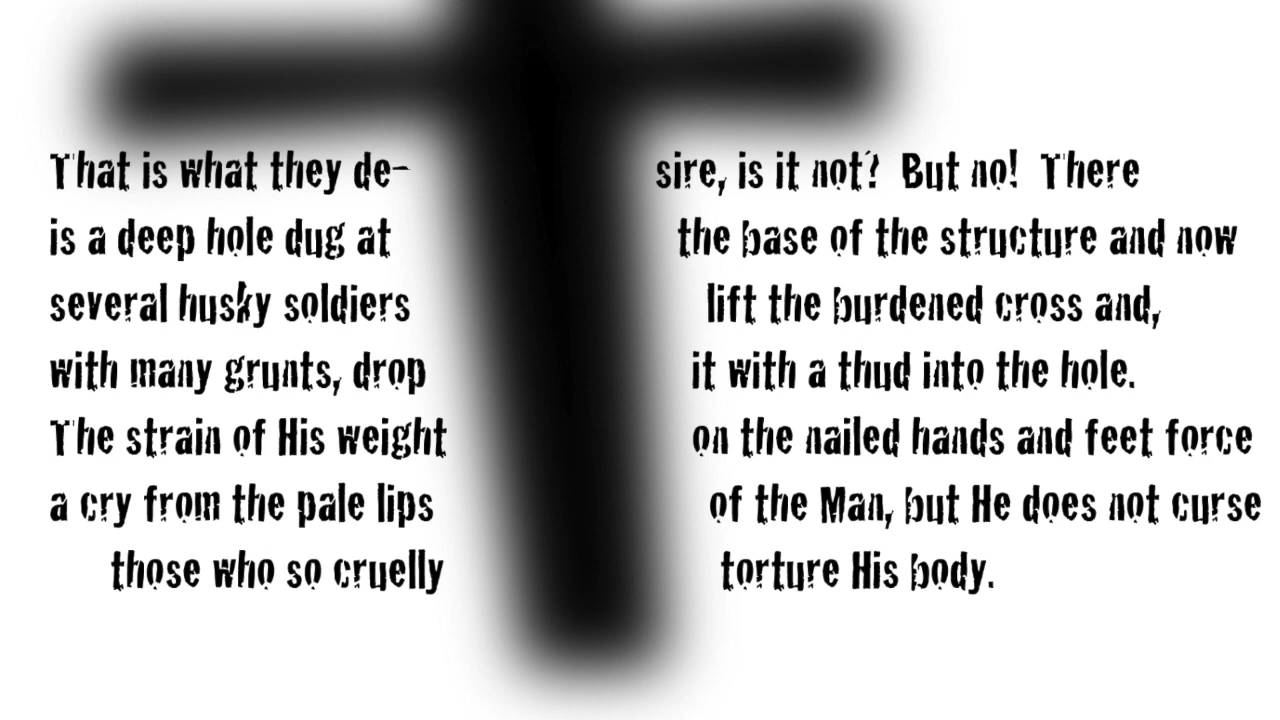 That is what they de- sire, is it not? But no! There
is a deep hole dug at the base of the structure and now
several husky soldiers lift the burdened cross and,
with many grunts, drop it with a thud into the hole.
The strain of His weight on the nailed hands and feet force
a cry from the pale lips of the Man, but He does not curse
those who so cruelly torture His body.